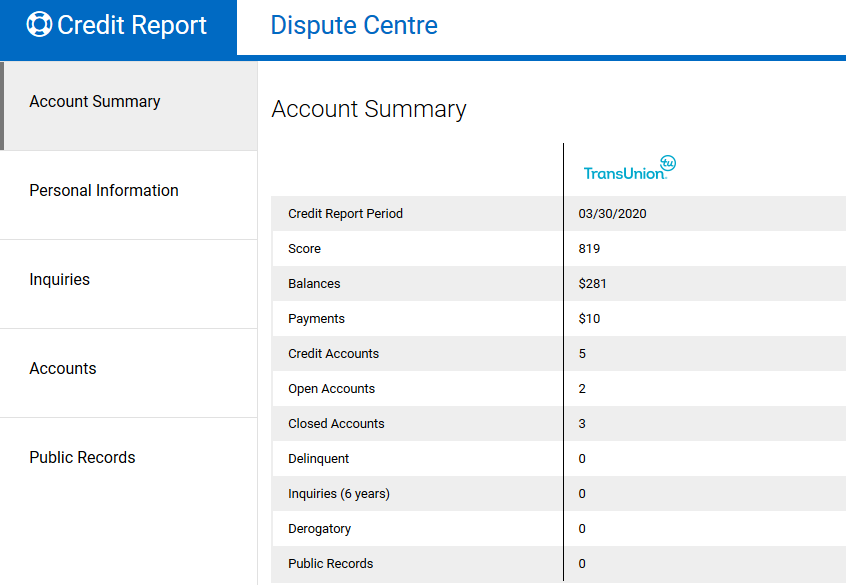 Credit Report
Dispute Centre
Account Summary
Personal Information
Inquiries
Accounts
Public Records
Account Summary
TransUnion tu
Credit Report Period 03/30/2020
Score 819
Balances $281
Payments $10
Credit Accounts 5
Open Accounts 2
Closed Accounts 3
Delinquent 0
Inquiries (6 years) 0
Derogatory 0
Public Records 0